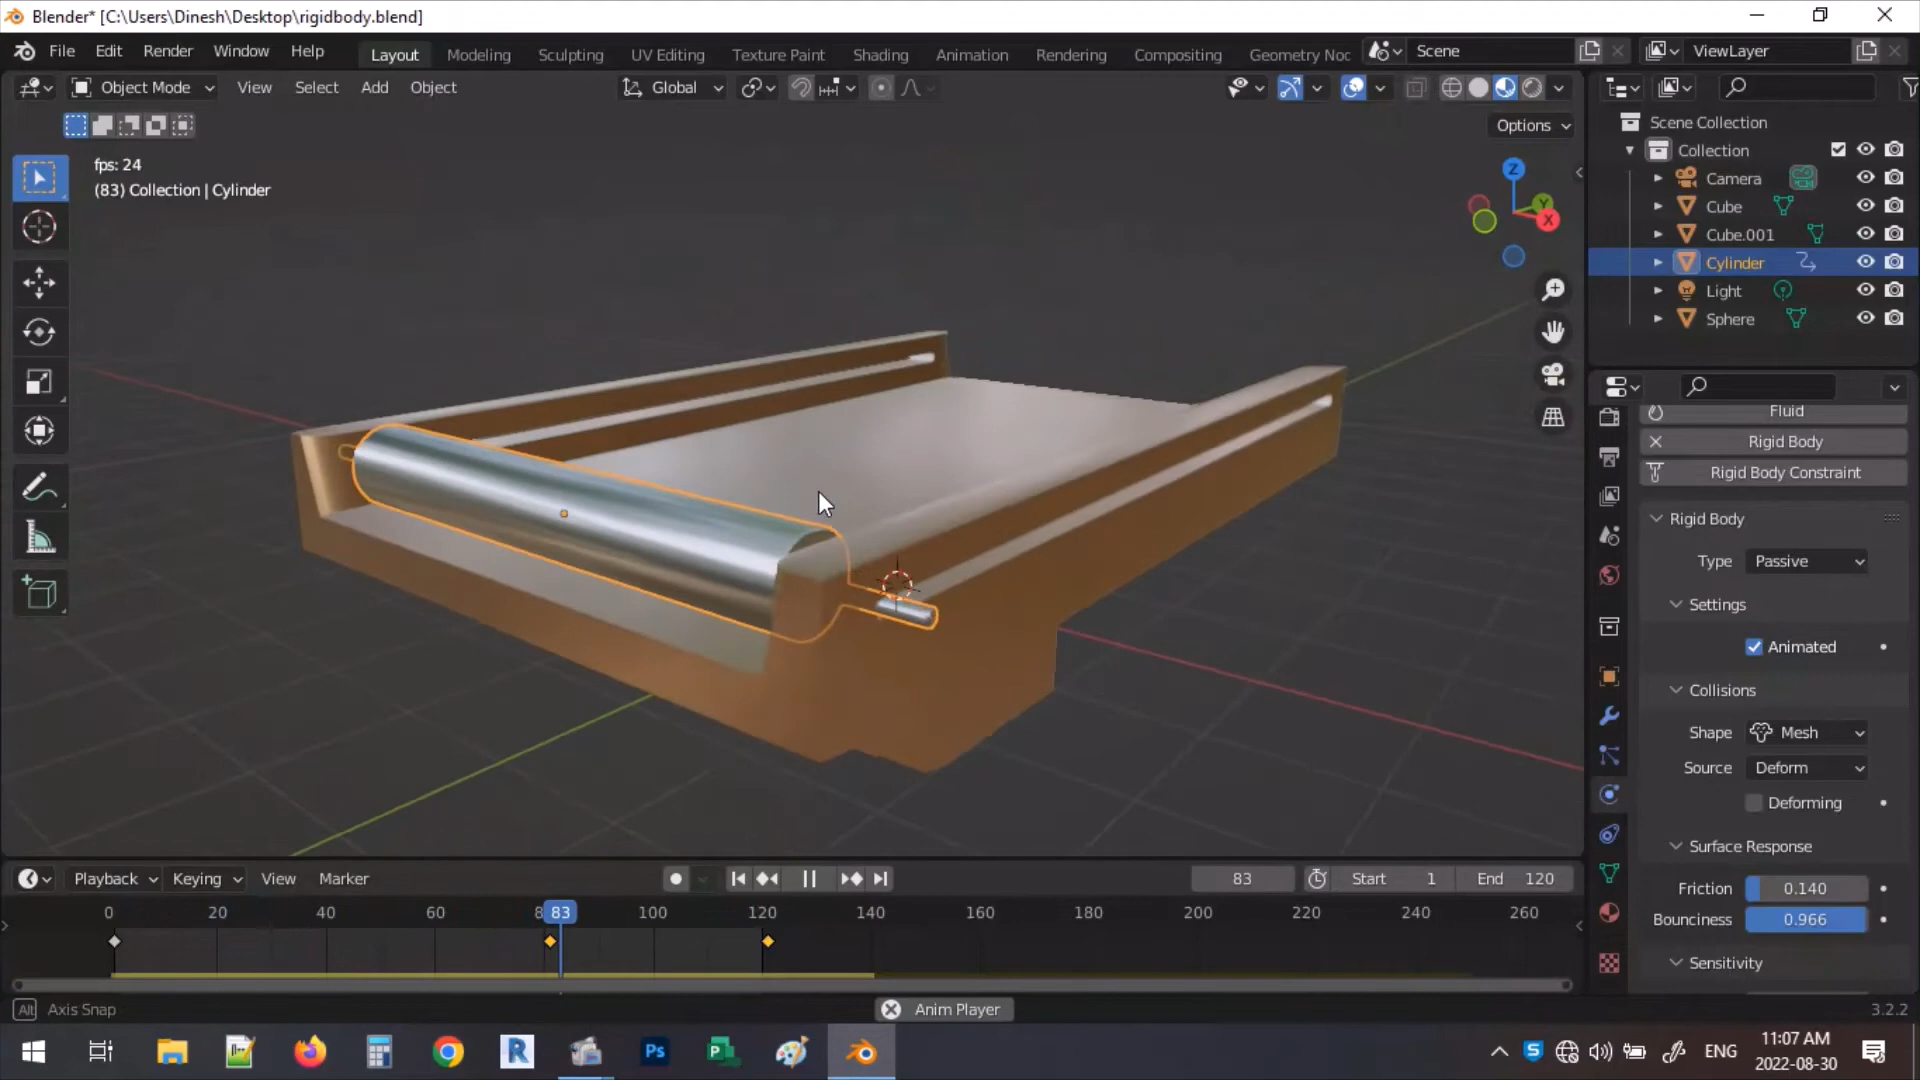 Blender* [C:\Users\Dinesh\Desktop\rigidbody.blend]
File Edit Render Window Help Layout Modeling Sculpting UV Editing Texture Paint Shading Animation Rendering Compositing Geometry Noc Scene ViewLayer
Object Mode View Select Add Object Global
Options
fps: 24
(83) Collection | Cylinder
Z
Y
X
Scene Collection
Collection
Camera
Cube
Cube.001
Cylinder
Light
Sphere
Fluid
Rigid Body
Rigid Body Constraint
Rigid Body
Type Passive
Settings
Animated
Collisions
Shape Mesh
Source Deform
Deforming
Surface Response
Friction 0.140
Bounciness 0.966
Sensitivity
Playback Keying View Marker 83 Start 1 End 120
0 20 40 60 8 83 100 120 140 160 180 200 220 240 260
Alt Axis Snap Anim Player 3.2.2
R Ps P S ENG 11:07 AM
2022-08-30